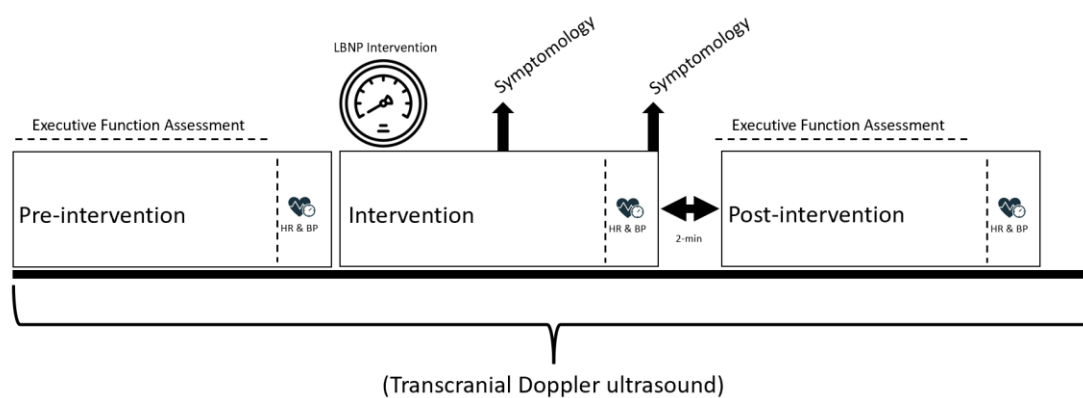 LBNP Intervention
Symptomology
Symptomology
Executive Function Assessment
Executive Function Assessment
Pre-intervention
HR & BP
Intervention
HR & BP
2-min
Post-intervention
HR & BP
(Transcranial Doppler ultrasound)